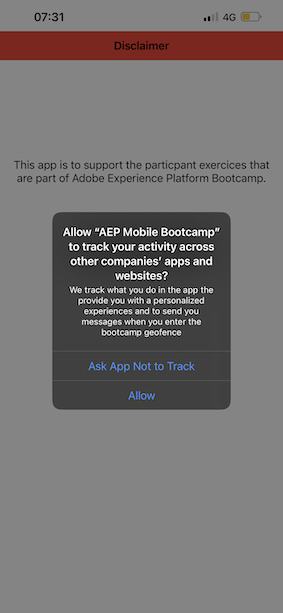 07:31
4G
Disclaimer
This app is to support the particpant exercices that
are part of Adobe Experience Platform Bootcamp.
Allow “AEP Mobile Bootcamp”
to track your activity across
other companies’ apps and
websites?
We track what you do in the app the
provide you with a personalized
experiences and to send you
messages when you enter the
bootcamp geofence
Ask App Not to Track
Allow